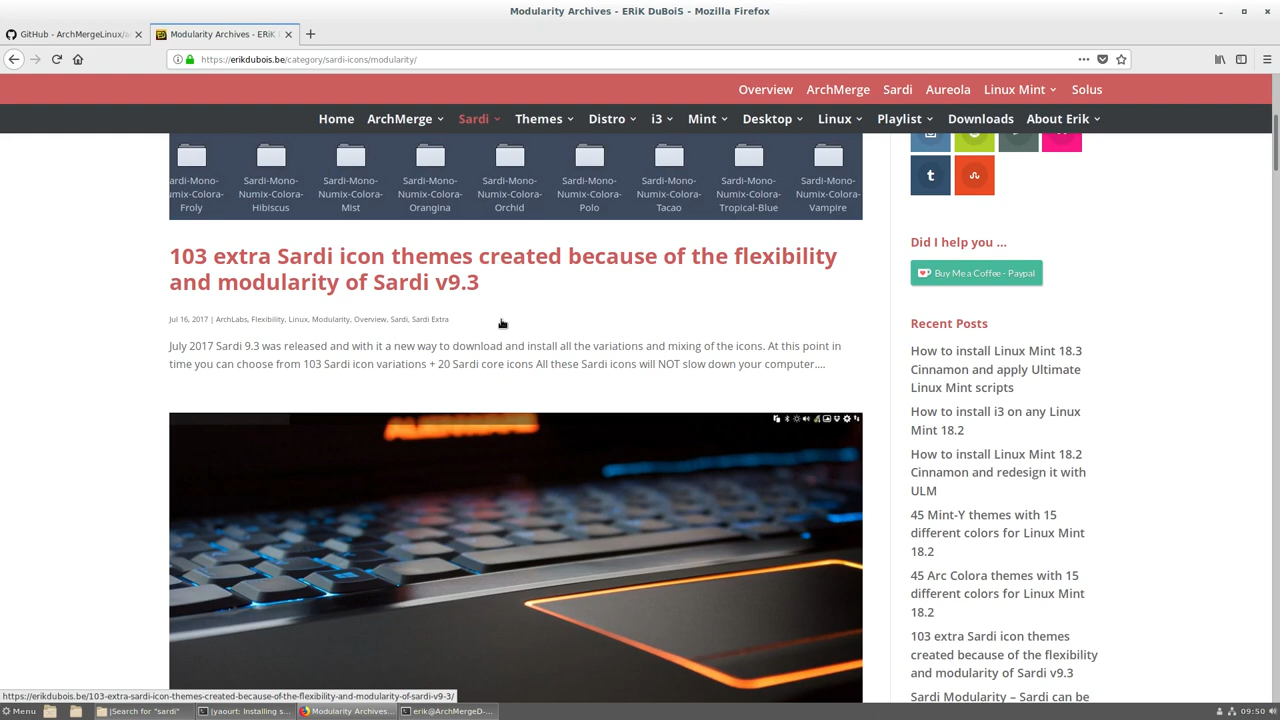 Modularity Archives - ERiK DuBoiS - Mozilla Firefox
GitHub - ArchMergeLinux/a
Modularity Archives - ERiK
https://erikdubois.be/category/sardi-icons/modularity/
Overview ArchMerge Sardi Aureola Linux Mint Solus
Home ArchMerge Sardi Themes Distro i3 Mint Desktop Linux Playlist Downloads About Erik
ardi-Mono-
umix-Colora-
Froly
Sardi-Mono-
Numix-Colora-
Hibiscus
Sardi-Mono-
Numix-Colora-
Mist
Sardi-Mono-
Numix-Colora-
Orangina
Sardi-Mono-
Numix-Colora-
Orchid
Sardi-Mono-
Numix-Colora-
Polo
Sardi-Mono-
Numix-Colora-
Tacao
Sardi-Mono-
Numix-Colora-
Tropical-Blue
Sardi-Mono-
Numix-Colora-
Vampire
103 extra Sardi icon themes created because of the flexibility
and modularity of Sardi v9.3
Jul 16, 2017 | ArchLabs, Flexibility, Linux, Modularity, Overview, Sardi, Sardi Extra
July 2017 Sardi 9.3 was released and with it a new way to download and install all the variations and mixing of the icons. At this point in
time you can choose from 103 Sardi icon variations + 20 Sardi core icons All these Sardi icons will NOT slow down your computer....
Did I help you ...
Buy Me a Coffee - Paypal
Recent Posts
How to install Linux Mint 18.3
Cinnamon and apply Ultimate
Linux Mint scripts
How to install i3 on any Linux
Mint 18.2
How to install Linux Mint 18.2
Cinnamon and redesign it with
ULM
45 Mint-Y themes with 15
different colors for Linux Mint
18.2
45 Arc Colora themes with 15
different colors for Linux Mint
18.2
103 extra Sardi icon themes
created because of the flexibility
and modularity of Sardi v9.3
Sardi Modularity – Sardi can be
https://erikdubois.be/103-extra-sardi-icon-themes-created-because-of-the-flexibility-and-modularity-of-sardi-v9-3/
Menu
[Search for "sardi"
[yaourt: Installing s...
Modularity Archives...
erik@ArchMergeD-...
09:50